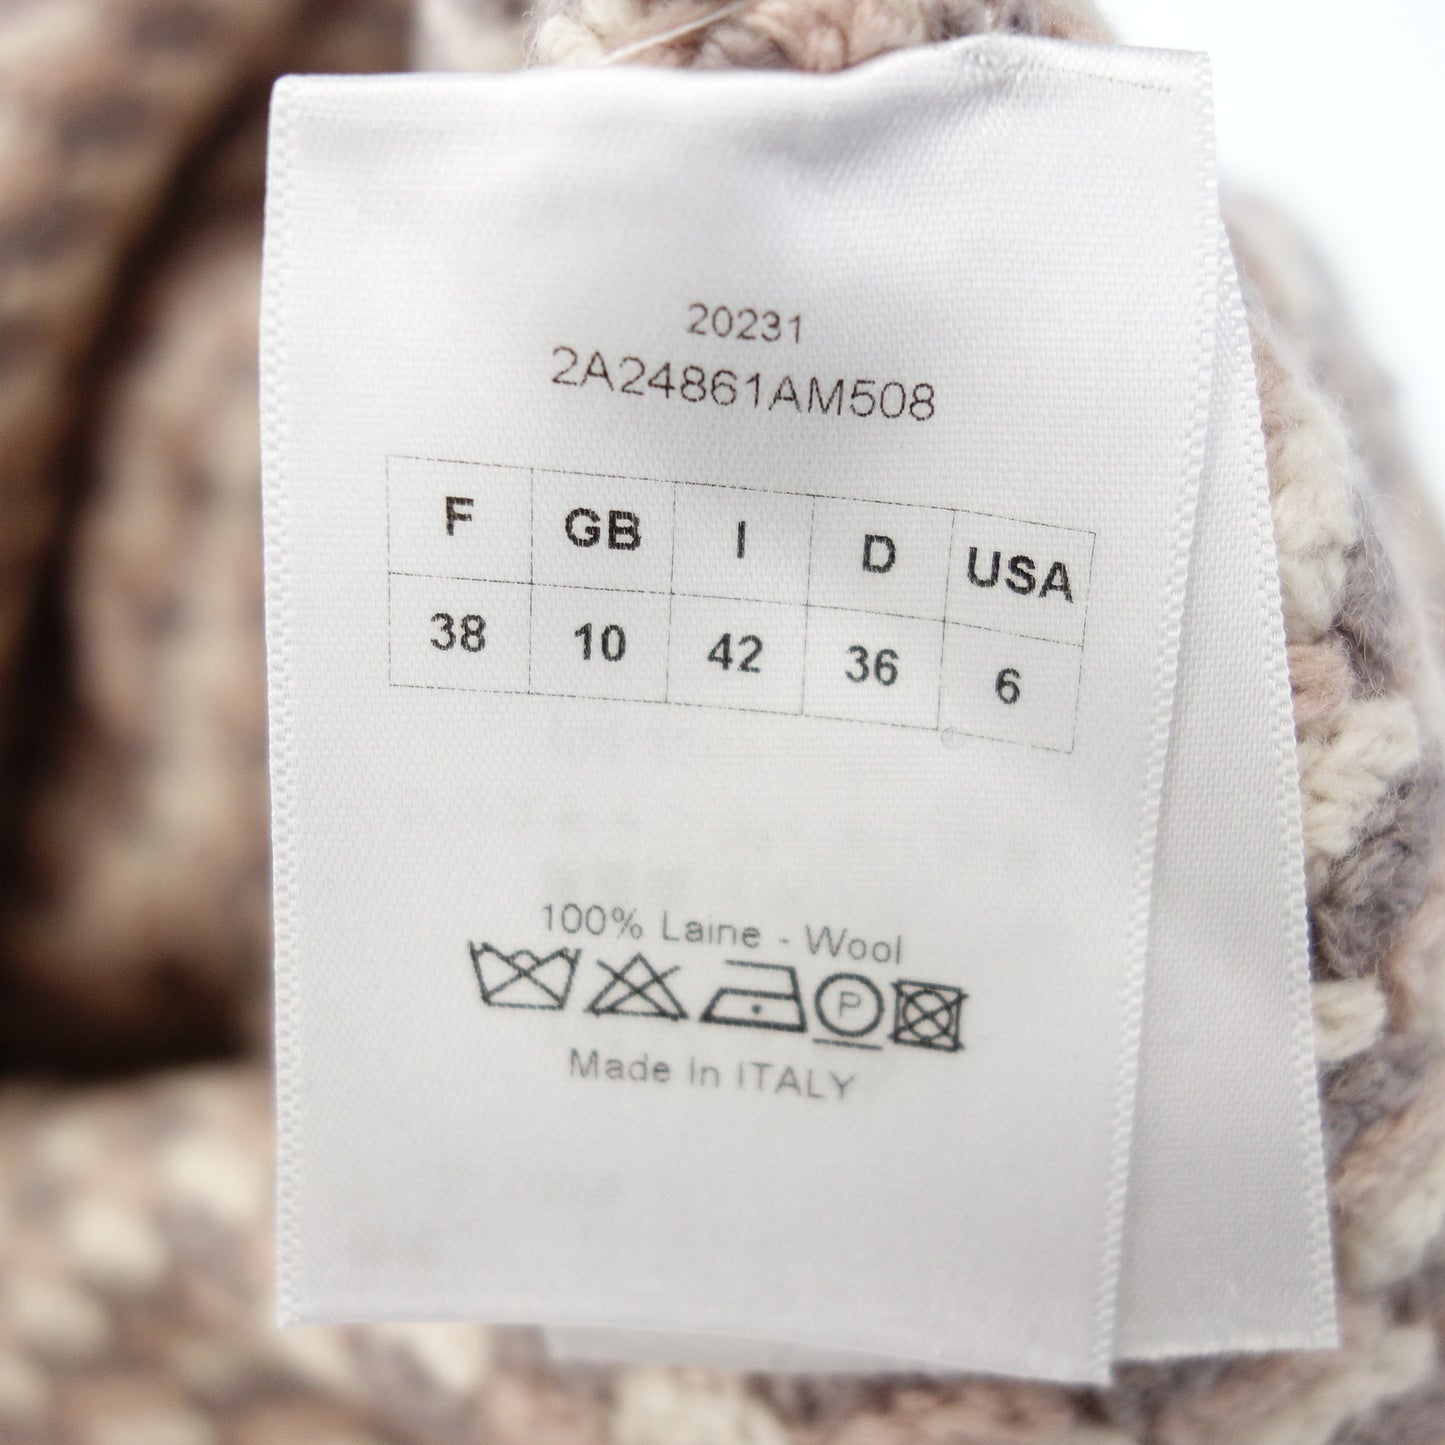 20231
2A24861AM508
F GB I D USA
38 10 42 36 6
100% Laine - Wool
P
Made In ITALY